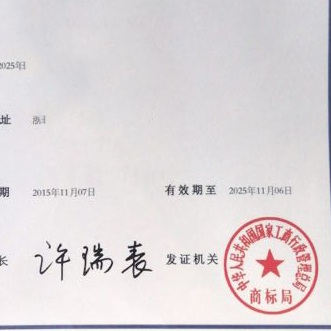 2025年日
址 浙
期 2015年11月07日 有效期至 2025年11月06日
长 许瑞表 发证机关
中华人民共和国国家工商行政管理总局
商标局